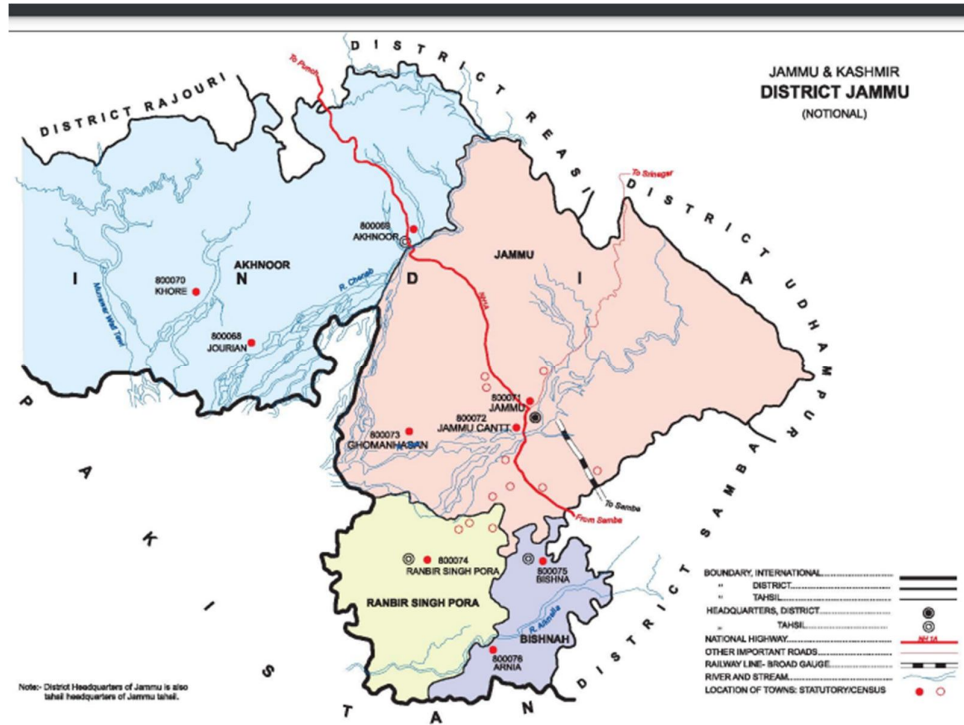 JAMMU & KASHMIR
DISTRICT JAMMU
(NOTIONAL)
DISTRICT RAJOURI
DISTRICT REASI
DISTRICT UDHAMPUR
DISTRICT SAMBA
PAKISTAN
INDIA
To Punch
To Srinagar
800069
AKHNOOR
AKHNOOR
JAMMU
800070
KHORE
R. Chenab
NH1A
800068
JOURIAN
800071
JAMMU
800072
JAMMU CANTT
800073
GHOMANHASAN
To Samba
From Samba
800074
RANBIR SINGH PORA
RANBIR SINGH PORA
800075
BISHNA
BISHNAH
800076
ARNIA
BOUNDARY, INTERNATIONAL
" DISTRICT
" TAHSIL
HEADQUARTERS, DISTRICT
" TAHSIL
NATIONAL HIGHWAY NH 1A
OTHER IMPORTANT ROADS
RAILWAY LINE- BROAD GAUGE
RIVER AND STREAM
LOCATION OF TOWNS: STATUTORY/CENSUS
Note:- District Headquarters of Jammu is also
tahsil headquarters of Jammu tahsil.